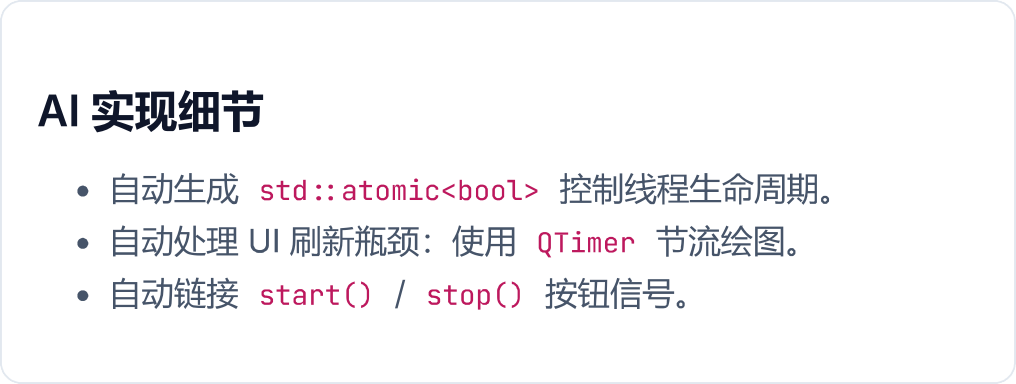 AI 实现细节
• 自动生成 std::atomic<bool> 控制线程生命周期。
• 自动处理 UI 刷新瓶颈：使用 QTimer 节流绘图。
• 自动链接 start() / stop() 按钮信号。